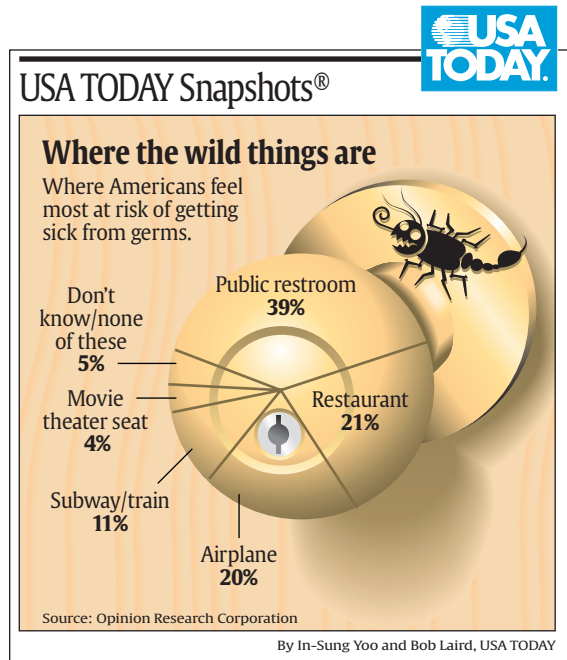 USA
TODAY.
USA TODAY Snapshots®
Where the wild things are
Where Americans feel
most at risk of getting
sick from germs.
Public restroom
39%
Don't
know/none
of these
5%
Restaurant
21%
Movie
theater seat
4%
Subway/train
11%
Airplane
20%
Source: Opinion Research Corporation
By In-Sung Yoo and Bob Laird, USA TODAY